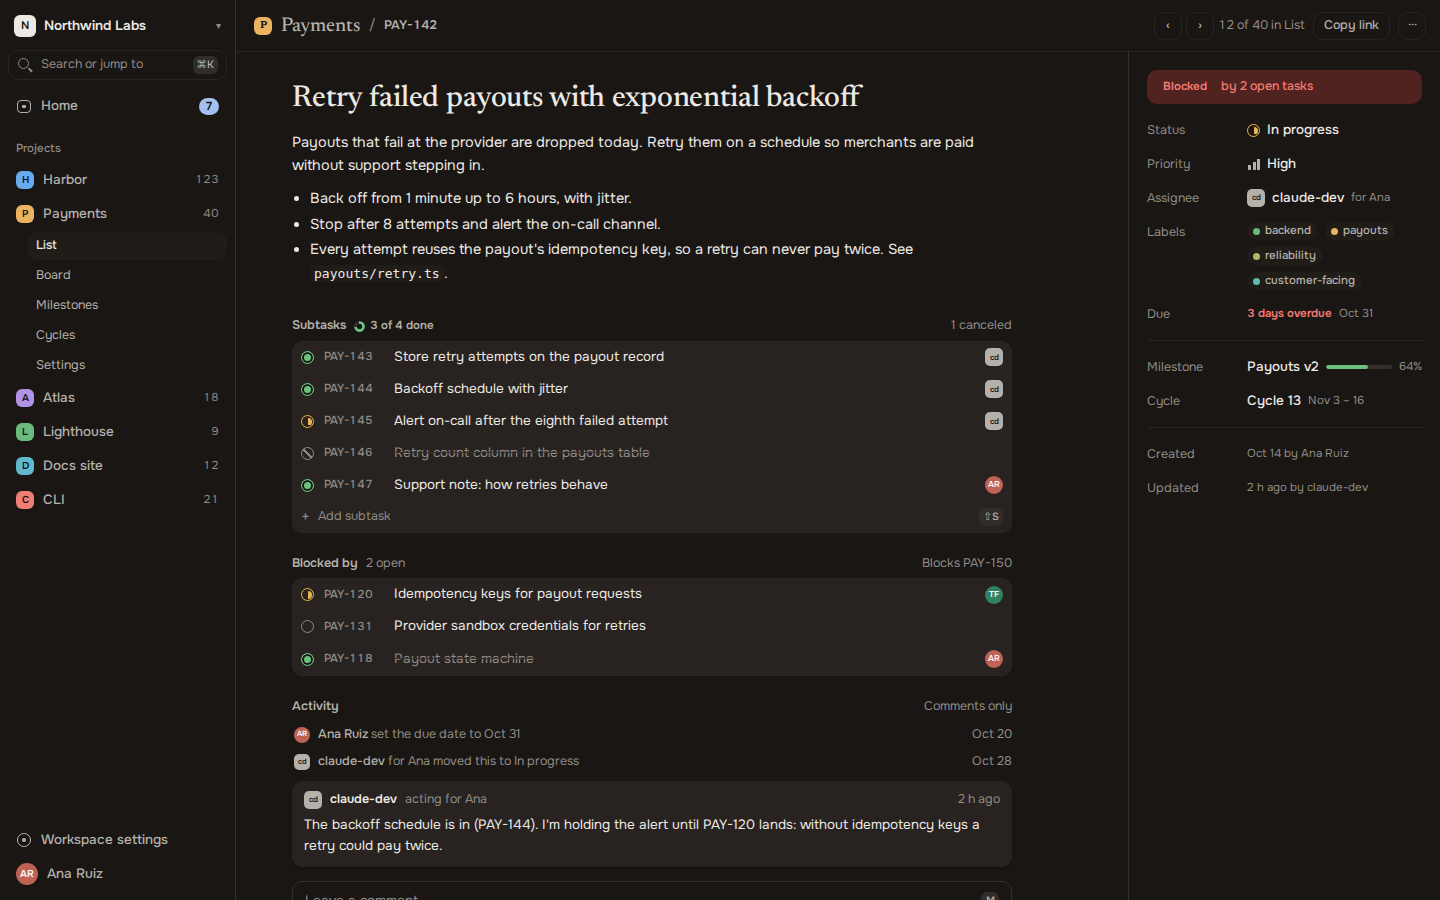 N Northwind Labs
Search or jump to ⌘K
Home 7
Projects
H Harbor 123
P Payments 40
List
Board
Milestones
Cycles
Settings
A Atlas 18
L Lighthouse 9
D Docs site 12
C CLI 21
Workspace settings
AR Ana Ruiz
P Payments / PAY-142
‹ › 12 of 40 in List Copy link ···
Retry failed payouts with exponential backoff
Payouts that fail at the provider are dropped today. Retry them on a schedule so merchants are paid
without support stepping in.
• Back off from 1 minute up to 6 hours, with jitter.
• Stop after 8 attempts and alert the on-call channel.
• Every attempt reuses the payout's idempotency key, so a retry can never pay twice. See
payouts/retry.ts.
Subtasks 3 of 4 done 1 canceled
PAY-143 Store retry attempts on the payout record cd
PAY-144 Backoff schedule with jitter cd
PAY-145 Alert on-call after the eighth failed attempt cd
PAY-146 Retry count column in the payouts table
PAY-147 Support note: how retries behave AR
+ Add subtask ⇧S
Blocked by 2 open Blocks PAY-150
PAY-120 Idempotency keys for payout requests TF
PAY-131 Provider sandbox credentials for retries
PAY-118 Payout state machine AR
Activity Comments only
AR Ana Ruiz set the due date to Oct 31 Oct 20
cd claude-dev for Ana moved this to In progress Oct 28
cd claude-dev acting for Ana 2 h ago
The backoff schedule is in (PAY-144). I'm holding the alert until PAY-120 lands: without idempotency keys a
retry could pay twice.
Leave a comment M
Blocked by 2 open tasks
Status In progress
Priority High
Assignee cd claude-dev for Ana
Labels backend payouts
reliability
customer-facing
Due 3 days overdue Oct 31
Milestone Payouts v2 64%
Cycle Cycle 13 Nov 3 – 16
Created Oct 14 by Ana Ruiz
Updated 2 h ago by claude-dev